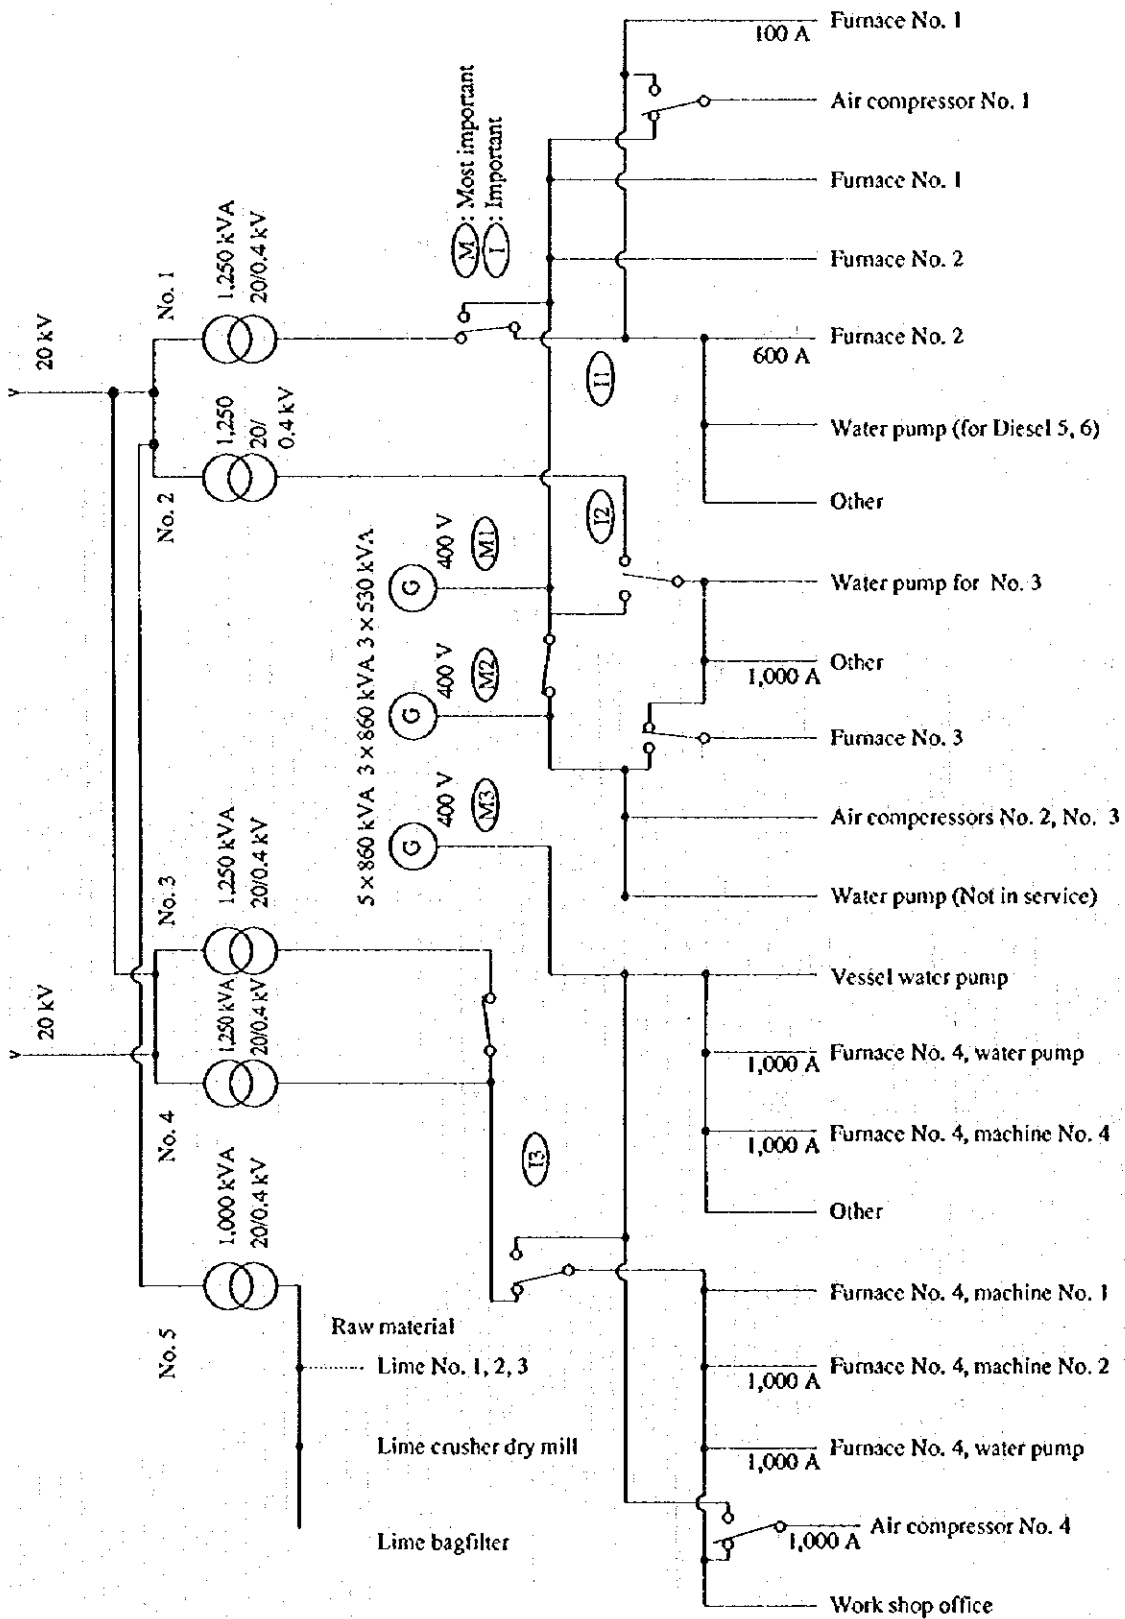 Furnace No. 1
100 A
Air compressor No. 1
Furnace No. 1
Furnace No. 2
Furnace No. 2
600 A
Water pump (for Diesel 5, 6)
Other
Water pump for No. 3
Other
1,000 A
Furnace No. 3
Air comperessors No. 2, No. 3
Water pump (Not in service)
Vessel water pump
Furnace No. 4, water pump
1,000 A
Furnace No. 4, machine No. 4
1,000 A
Other
Furnace No. 4, machine No. 1
Furnace No. 4, machine No. 2
1,000 A
Furnace No. 4, water pump
1,000 A
Air compressor No. 4
1,000 A
Work shop office
M : Most important
I : Important
20 kV
No. 1
1,250 kVA
20/0.4 kV
No. 2
1,250
20/
0.4 kV
I1
I2
3 x 530 kVA
G
400 V
M1
3 x 860 kVA
G
400 V
M2
5 x 860 kVA
G
400 V
M3
20 kV
No. 3
1,250 kVA
20/0.4 kV
No. 4
1,250 kVA
20/0.4 kV
I3
No. 5
1,000 kVA
20/0.4 kV
Raw material
Lime No. 1, 2, 3
Lime crusher dry mill
Lime bagfilter